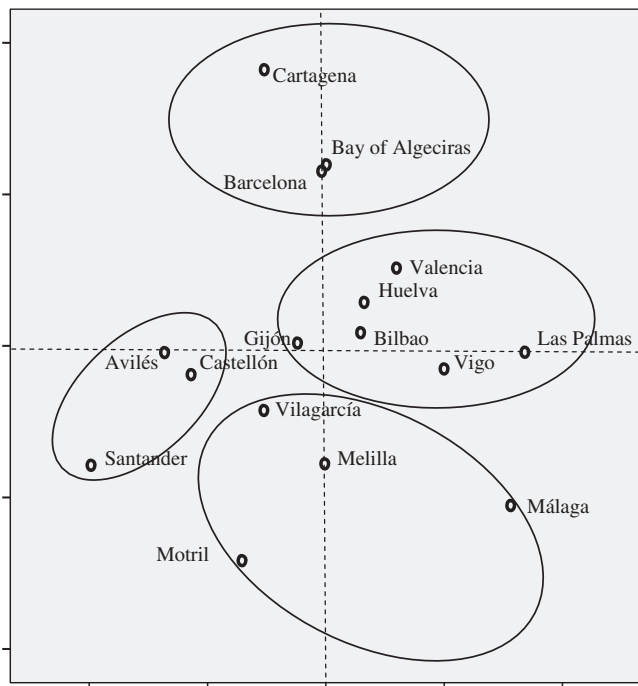 Cartagena
Bay of Algeciras
Barcelona
Valencia
Huelva
Gijón
Bilbao
Las Palmas
Avilés
Castellón
Vigo
Vilagarcía
Santander
Melilla
Málaga
Motril